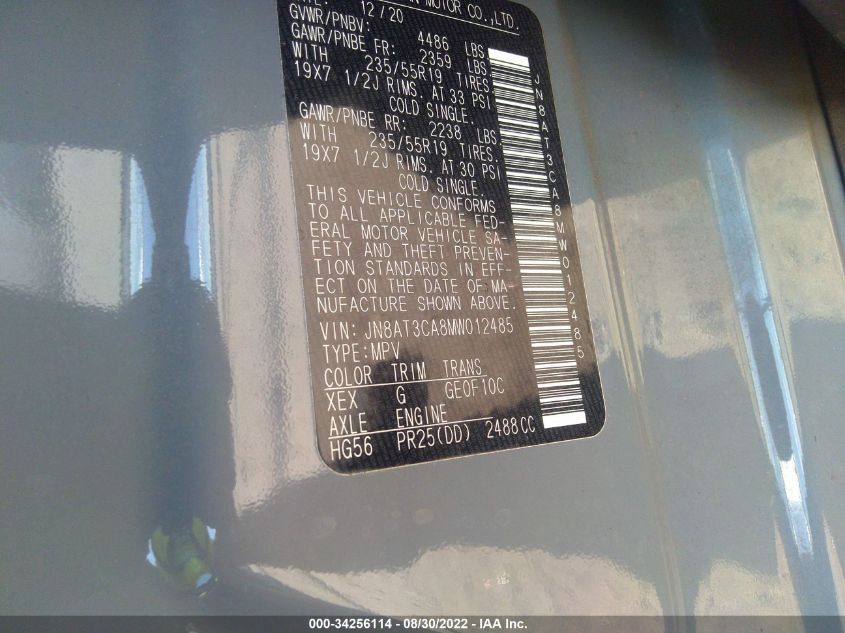 12/20
MOTOR CO.,LTD.
GVWR/PNBV: 4486 LBS
GAWR/PNBE FR: 2359 LBS.
WITH 235/55R19 TIRES.
19X7 1/2J RIMS. AT 33 PSI
COLD SINGLE.
GAWR/PNBE RR: 2238 LBS.
WITH 235/55R19 TIRES.
19X7 1/2J RIMS. AT 30 PSI
COLD SINGLE.
THIS VEHICLE CONFORMS
TO ALL APPLICABLE FED-
ERAL MOTOR VEHICLE SA-
FETY AND THEFT PREVEN-
TION STANDARDS IN EFF-
ECT ON THE DATE OF MA-
NUFACTURE SHOWN ABOVE.
VIN: JN8AT3CA8MW012485
TYPE:MPV
COLOR TRIM TRANS
XEX G GE0F10C
AXLE ENGINE
HG56 PR25(DD) 2488CC
JN8AT3CA8MW012485
000-34256114 - 08/30/2022 - IAA Inc.